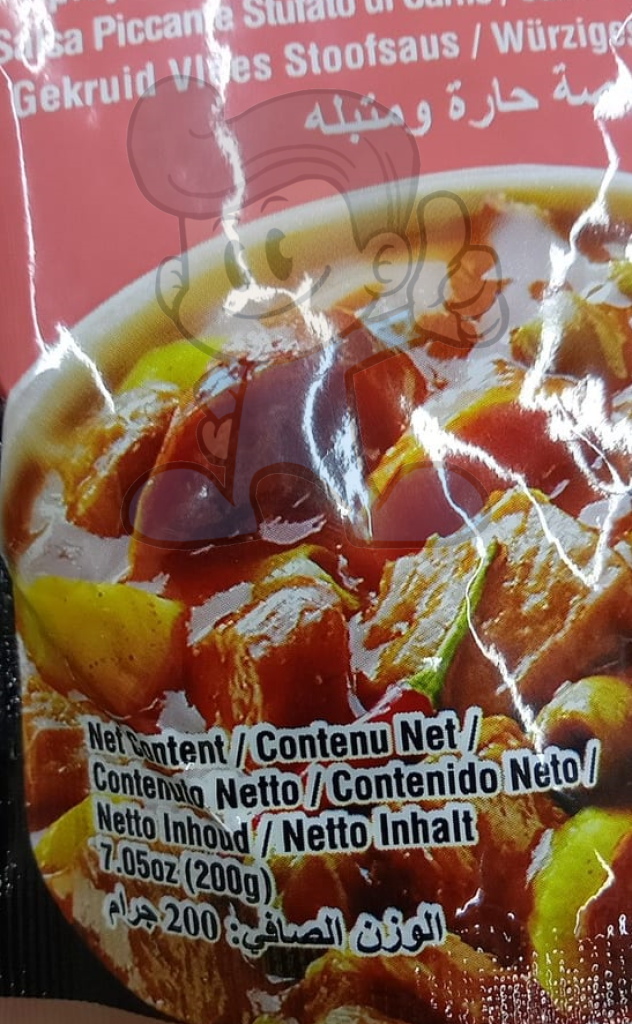 Salsa Piccante Stufato di Carne /
Gekruid Vlees Stoofsaus / Würzige
صة حارة ومتبله
Net Content / Contenu Net /
Contenuto Netto / Contenido Neto /
Netto Inhoud / Netto Inhalt
7.05oz (200g)
الوزن الصافي: 200 جرام